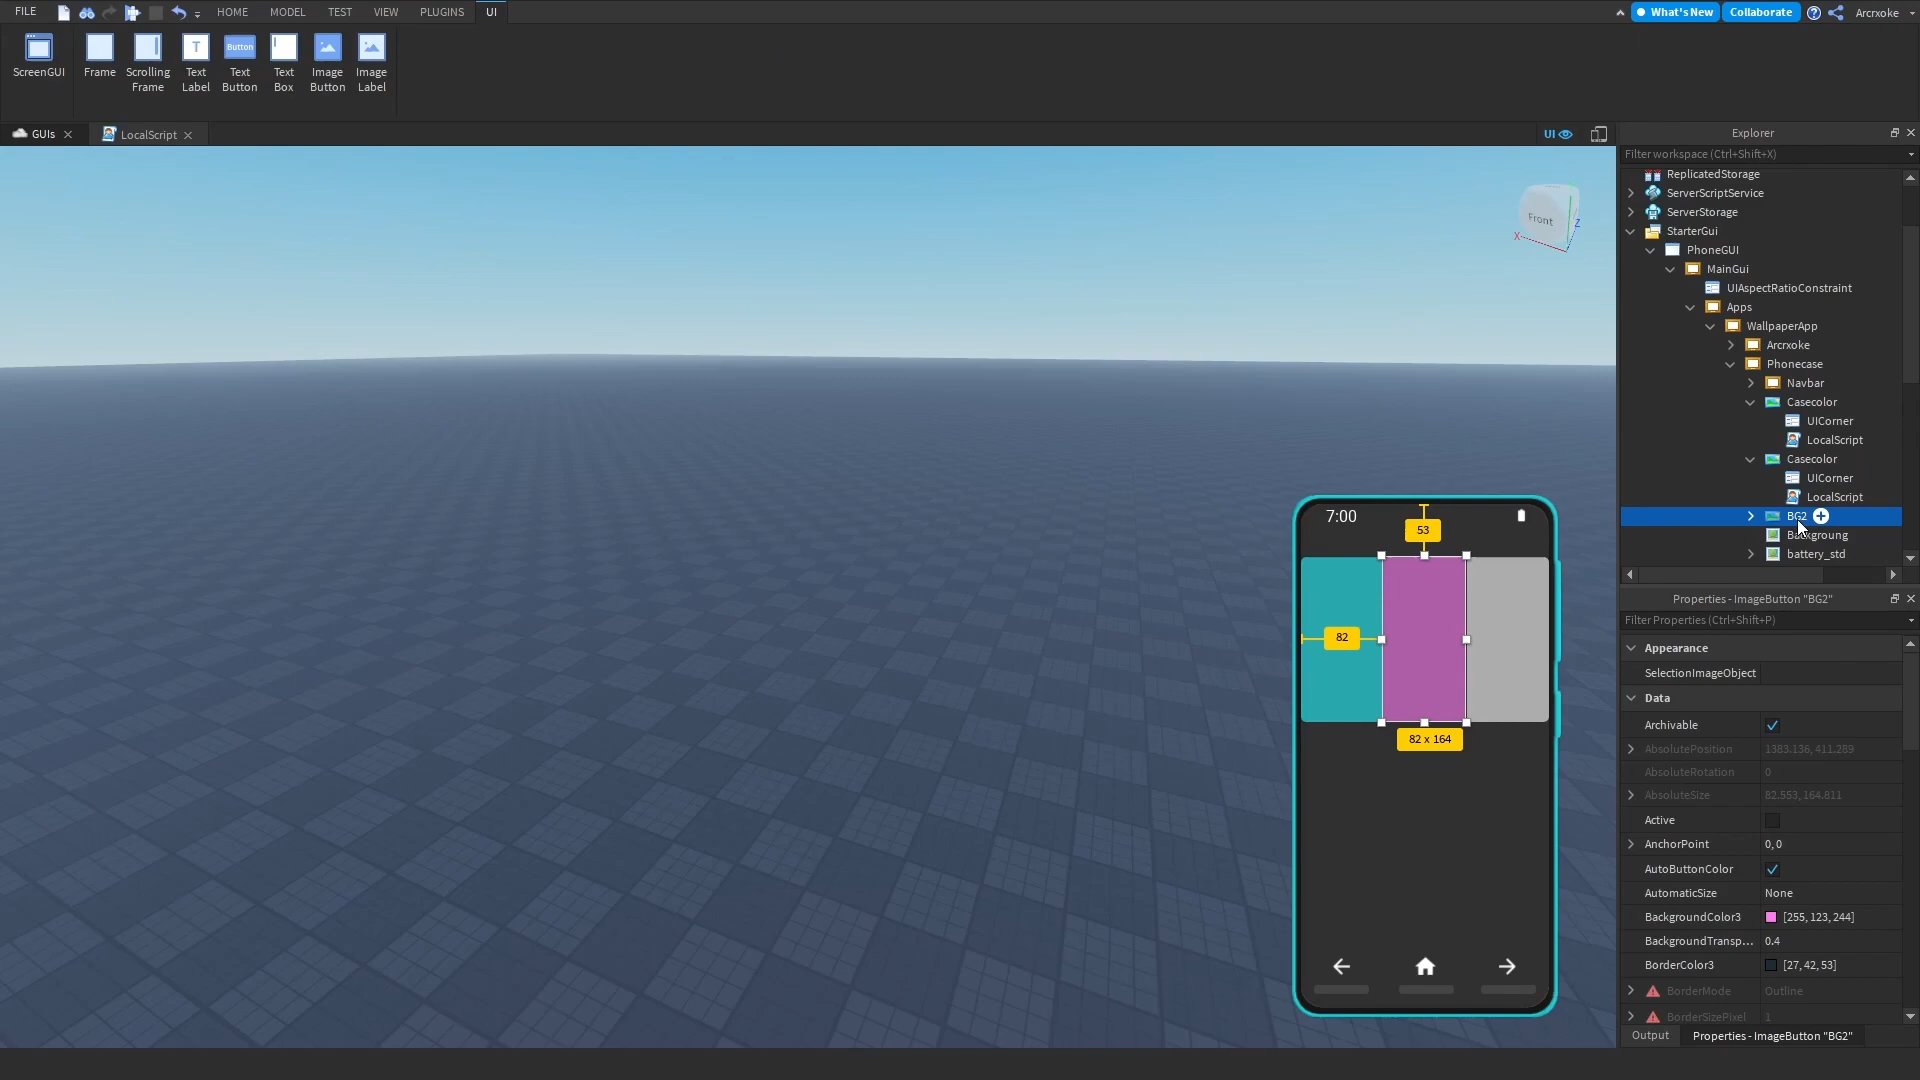 FILE HOME MODEL TEST VIEW PLUGINS UI What's New Collaborate Arcrxoke
ScreenGUI
Frame
Scrolling
Frame
T
Text
Label
Button
Text
Button
Text
Box
Image
Button
Image
Label
GUIs
LocalScript
UI
Front
X
Z
7:00
53
82
82 x 164
Explorer
Filter workspace (Ctrl+Shift+X)
ReplicatedStorage
ServerScriptService
ServerStorage
StarterGui
PhoneGUI
MainGui
UIAspectRatioConstraint
Apps
WallpaperApp
Arcrxoke
Phonecase
Navbar
Casecolor
UICorner
LocalScript
Casecolor
UICorner
LocalScript
BG2
Backgroung
battery_std
Properties - ImageButton "BG2"
Filter Properties (Ctrl+Shift+P)
Appearance
SelectionImageObject
Data
Archivable
AbsolutePosition 1383.136, 411.289
AbsoluteRotation 0
AbsoluteSize 82.553, 164.811
Active
AnchorPoint 0, 0
AutoButtonColor
AutomaticSize None
BackgroundColor3 [255, 123, 244]
BackgroundTransp... 0.4
BorderColor3 [27, 42, 53]
BorderMode Outline
BorderSizePixel 1
Output Properties - ImageButton "BG2"